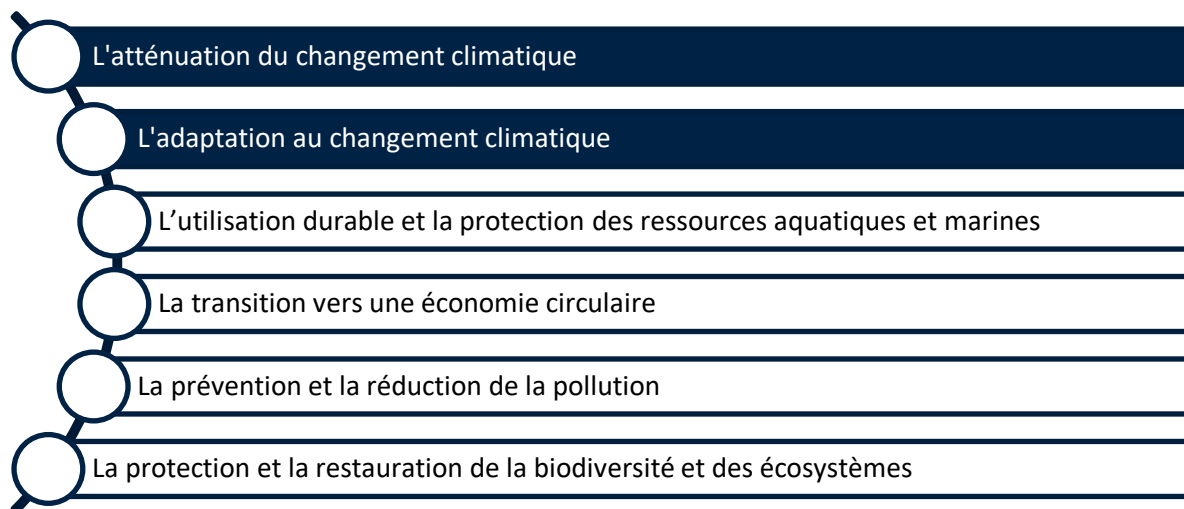 L'atténuation du changement climatique
L'adaptation au changement climatique
L’utilisation durable et la protection des ressources aquatiques et marines
La transition vers une économie circulaire
La prévention et la réduction de la pollution
La protection et la restauration de la biodiversité et des écosystèmes